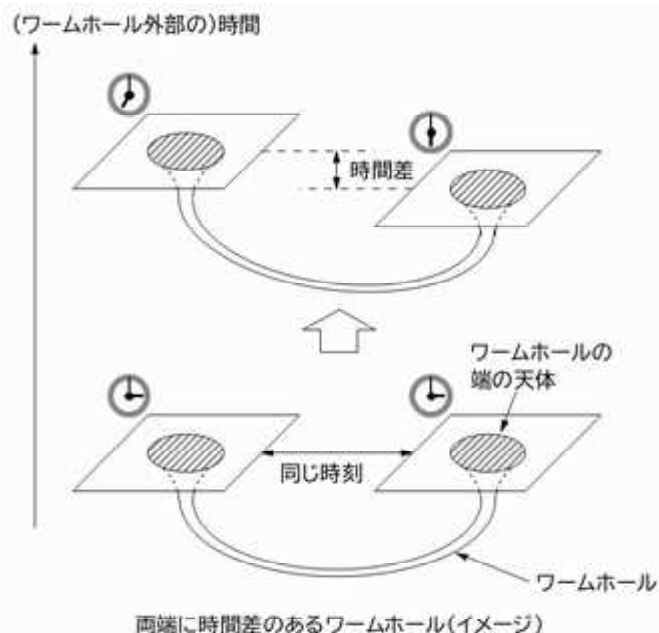 (ワームホール外部の)時間
時間差
ワームホールの
端の天体
同じ時刻
ワームホール
両端に時間差のあるワームホール(イメージ)